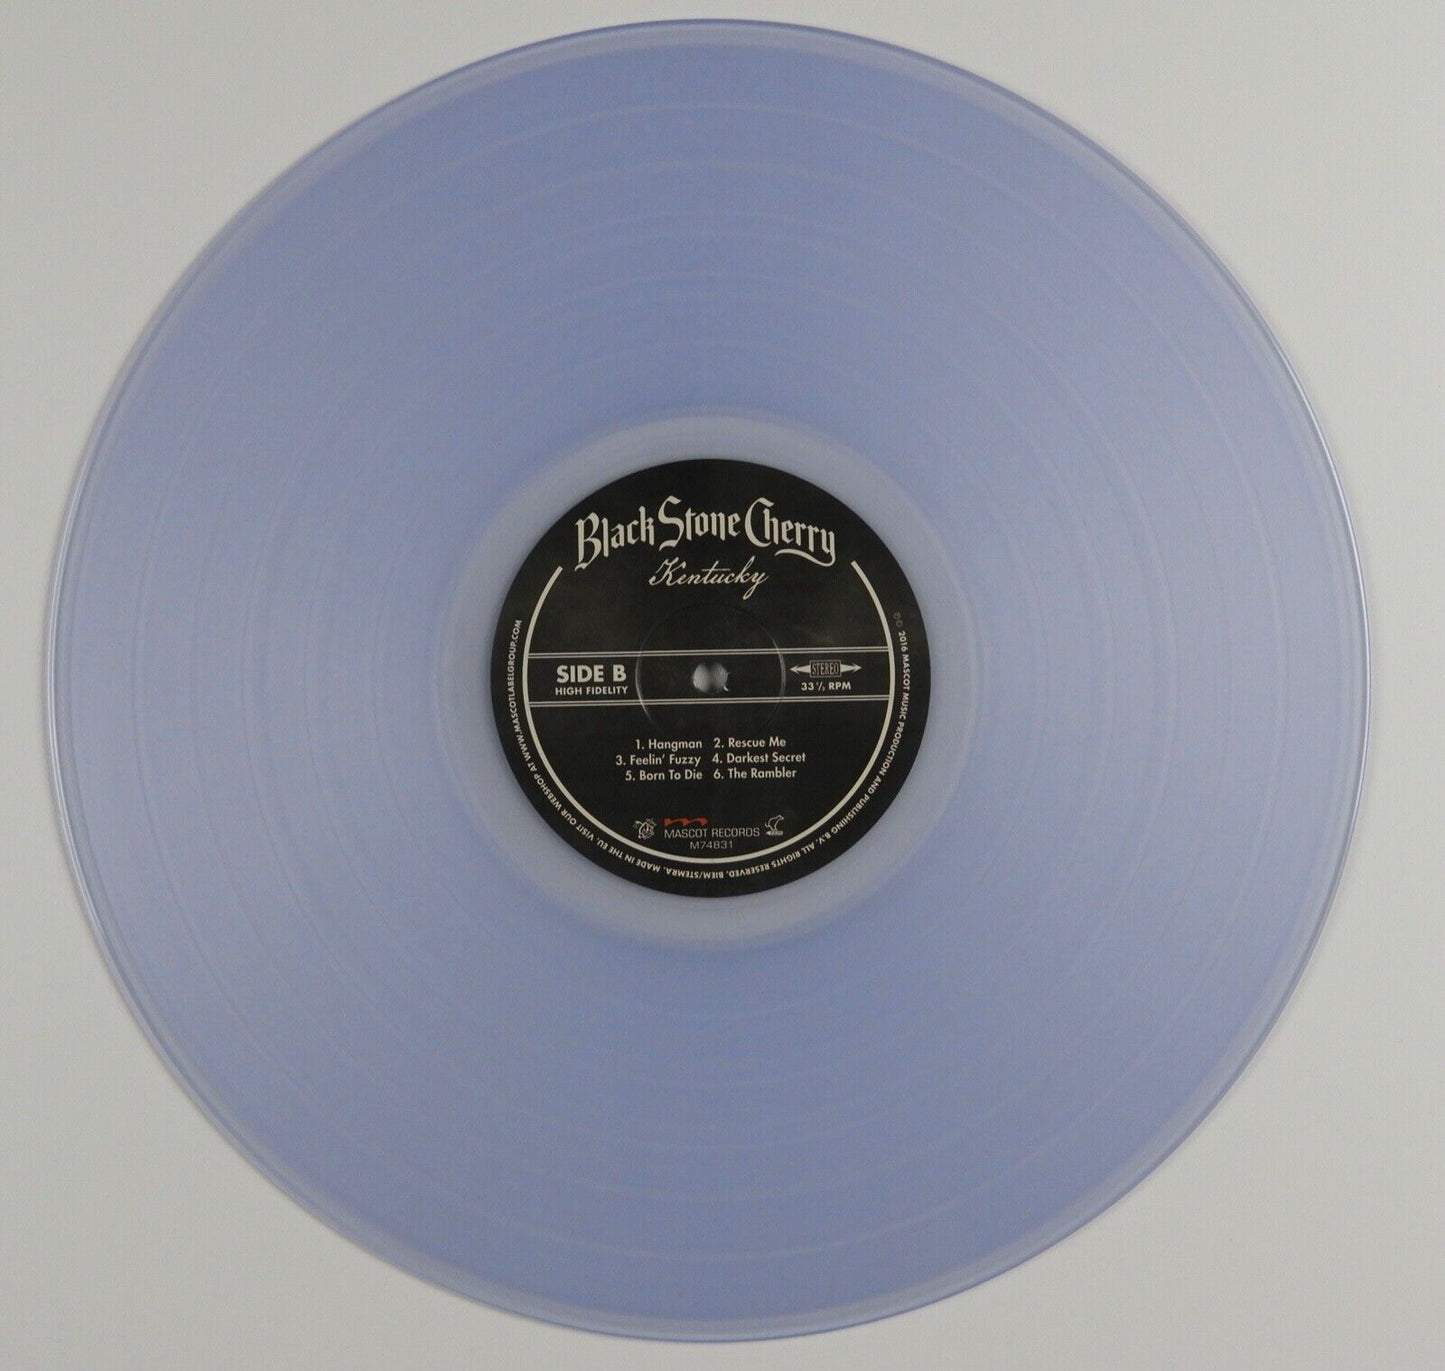 Black Stone Cherry
Kentucky
SIDE B
HIGH FIDELITY
STEREO
33 ⅓ RPM
1. Hangman 2. Rescue Me
3. Feelin' Fuzzy 4. Darkest Secret
5. Born To Die 6. The Rambler
MASCOT RECORDS
M74831
℗© 2016 MASCOT MUSIC PRODUCTION AND PUBLISHING B.V. ALL RIGHTS RESERVED. BIEM/STEMRA. MADE IN THE EU. VISIT OUR WEBSHOP AT WWW.MASCOTLABELGROUP.COM